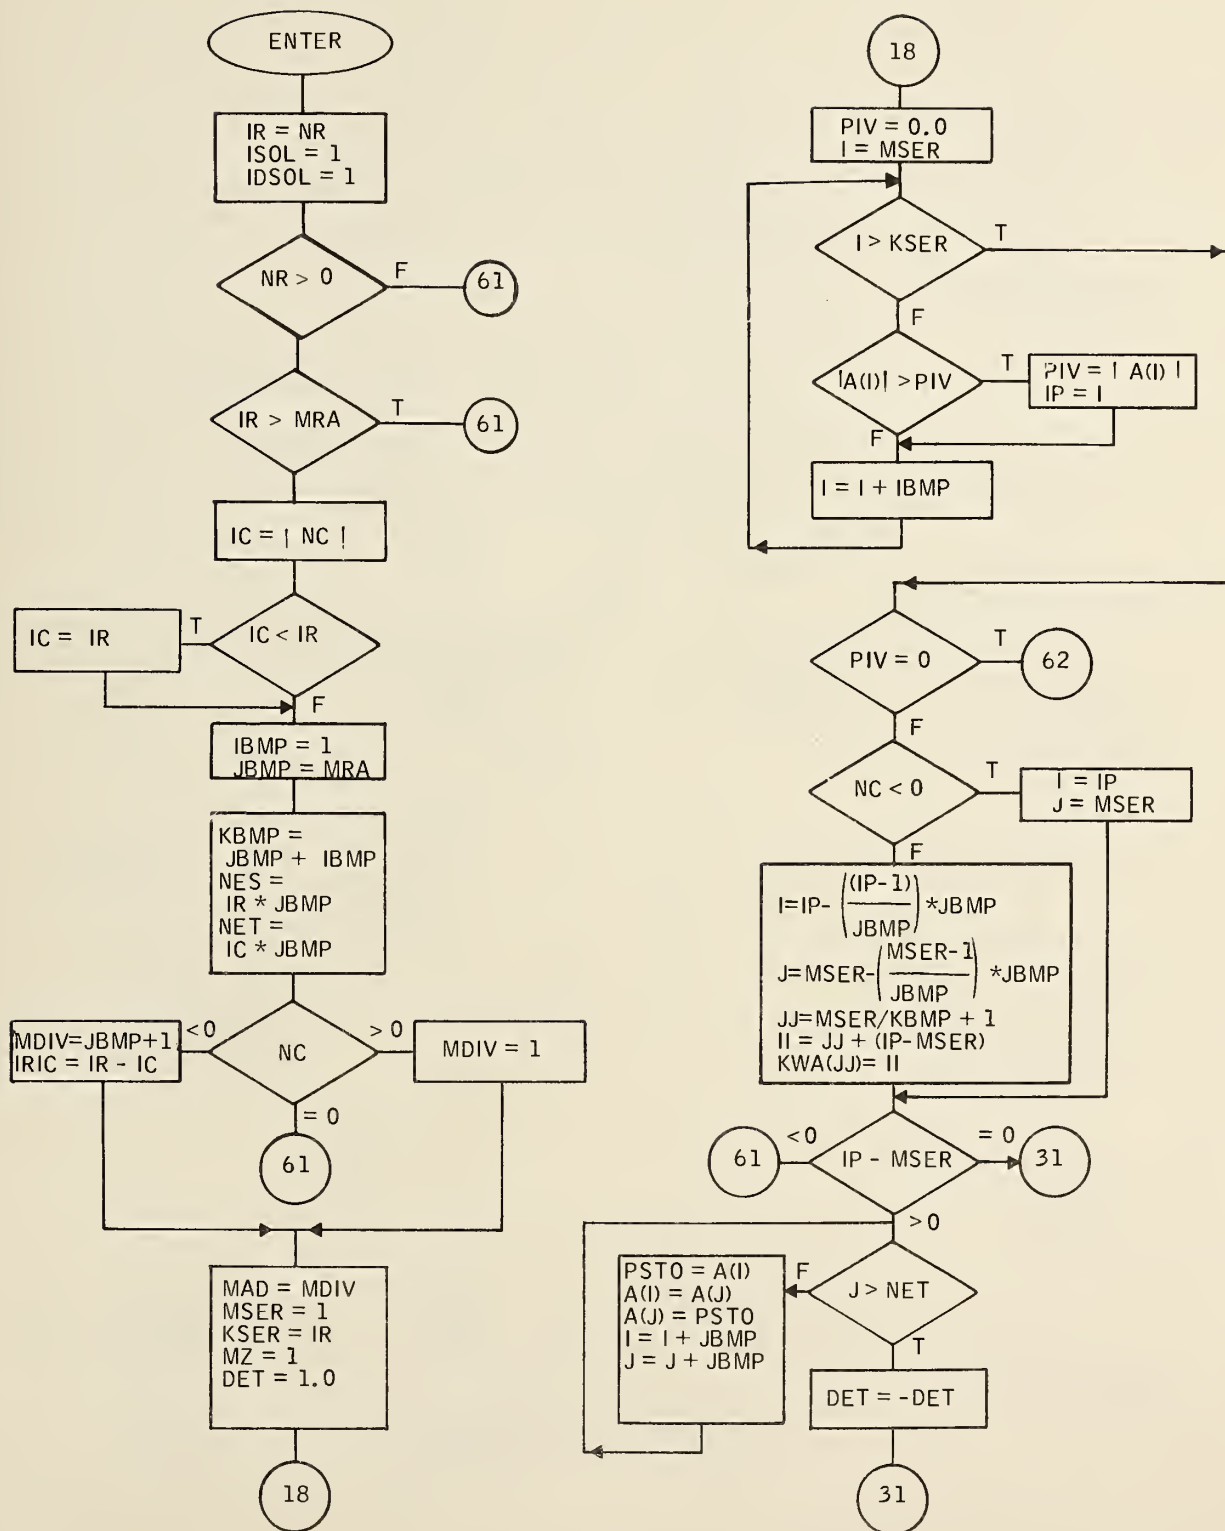 ENTER
IR = NR
ISOL = 1
IDSOL = 1
NR > 0
F
61
IR > MRA
T
61
IC = | NC |
IC < IR
T
IC = IR
F
IBMP = 1
JBMP = MRA
KBMP =
JBMP + IBMP
NES =
IR * JBMP
NET =
IC * JBMP
NC
<0
MDIV=JBMP+1
IRIC = IR - IC
>0
MDIV = 1
= 0
61
MAD = MDIV
MSER = 1
KSER = IR
MZ = 1
DET = 1.0
18
18
PIV = 0.0
I = MSER
I > KSER
T
F
|A(I)| >PIV
T
PIV = | A(I) |
IP = I
F
I = I + IBMP
PIV = 0
T
62
F
NC < 0
T
I = IP
J = MSER
F
I=IP- ((IP-1)/JBMP) *JBMP
J=MSER-(MSER-1/JBMP) *JBMP
JJ=MSER/KBMP + 1
II = JJ + (IP-MSER)
KWA(JJ)= II
IP - MSER
<0
61
= 0
31
>0
J > NET
F
PSTO = A(I)
A(I) = A(J)
A(J) = PSTO
I = I + JBMP
J = J + JBMP
T
DET = -DET
31